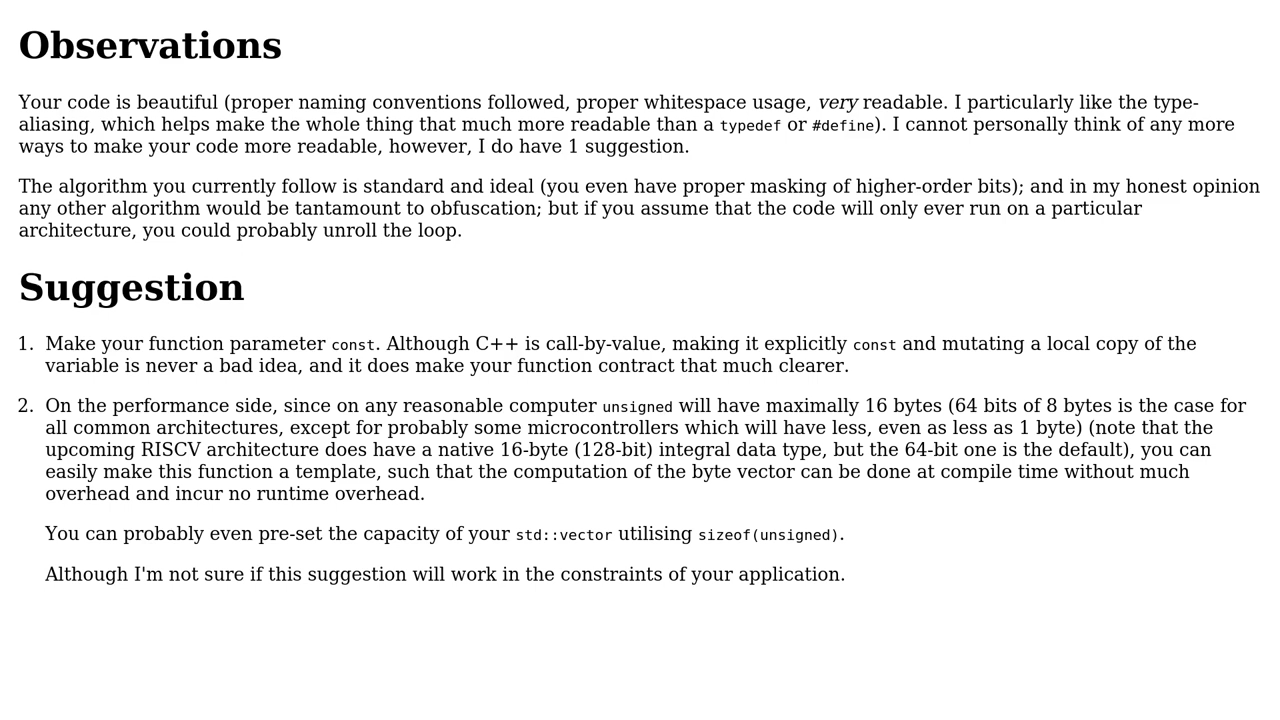 Observations
Your code is beautiful (proper naming conventions followed, proper whitespace usage, very readable. I particularly like the type-
aliasing, which helps make the whole thing that much more readable than a typedef or #define). I cannot personally think of any more
ways to make your code more readable, however, I do have 1 suggestion.
The algorithm you currently follow is standard and ideal (you even have proper masking of higher-order bits); and in my honest opinion
any other algorithm would be tantamount to obfuscation; but if you assume that the code will only ever run on a particular
architecture, you could probably unroll the loop.
Suggestion
1. Make your function parameter const. Although C++ is call-by-value, making it explicitly const and mutating a local copy of the
variable is never a bad idea, and it does make your function contract that much clearer.
2. On the performance side, since on any reasonable computer unsigned will have maximally 16 bytes (64 bits of 8 bytes is the case for
all common architectures, except for probably some microcontrollers which will have less, even as less as 1 byte) (note that the
upcoming RISCV architecture does have a native 16-byte (128-bit) integral data type, but the 64-bit one is the default), you can
easily make this function a template, such that the computation of the byte vector can be done at compile time without much
overhead and incur no runtime overhead.
You can probably even pre-set the capacity of your std::vector utilising sizeof(unsigned).
Although I'm not sure if this suggestion will work in the constraints of your application.